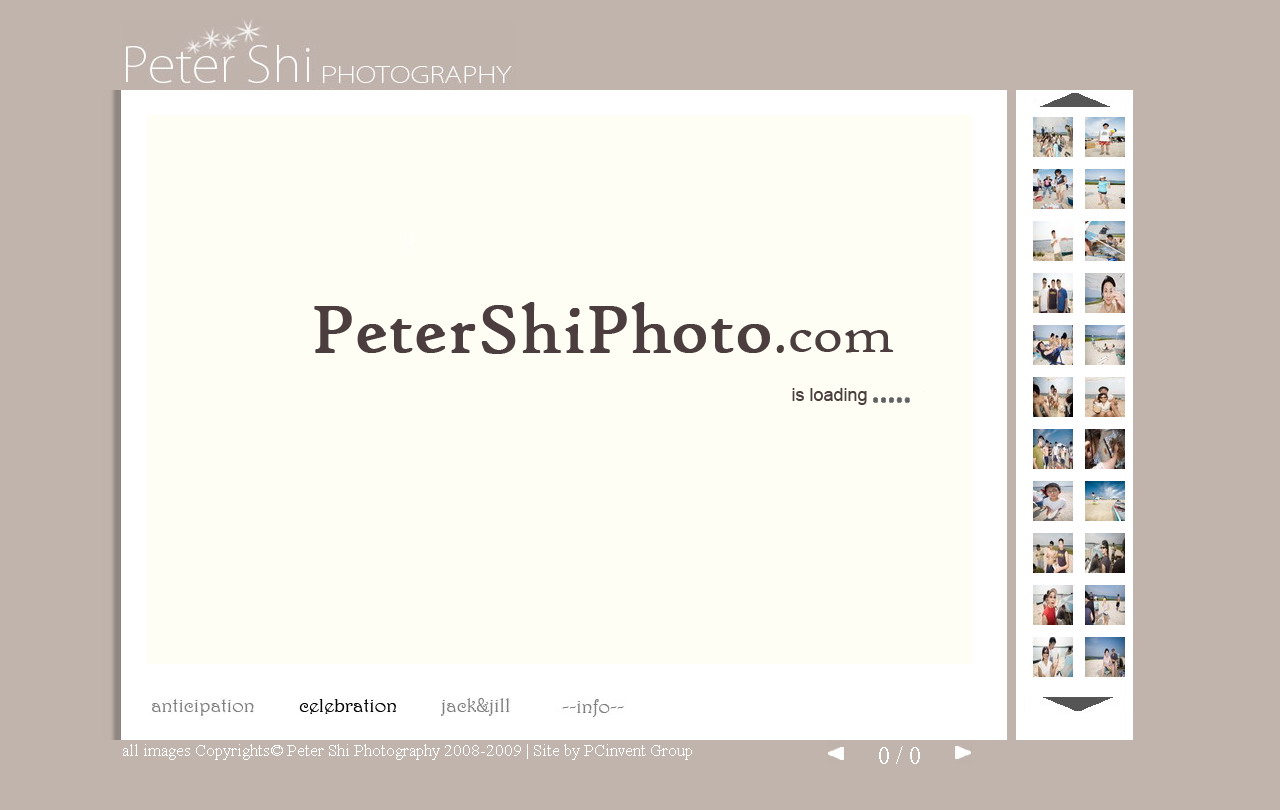 Peter Shi PHOTOGRAPHY
PeterShiPhoto.com
is loading .....
anticipation celebration jack&jill --info--
all images Copyrights© Peter Shi Photography 2008-2009 | Site by PCinvent Group
0 / 0